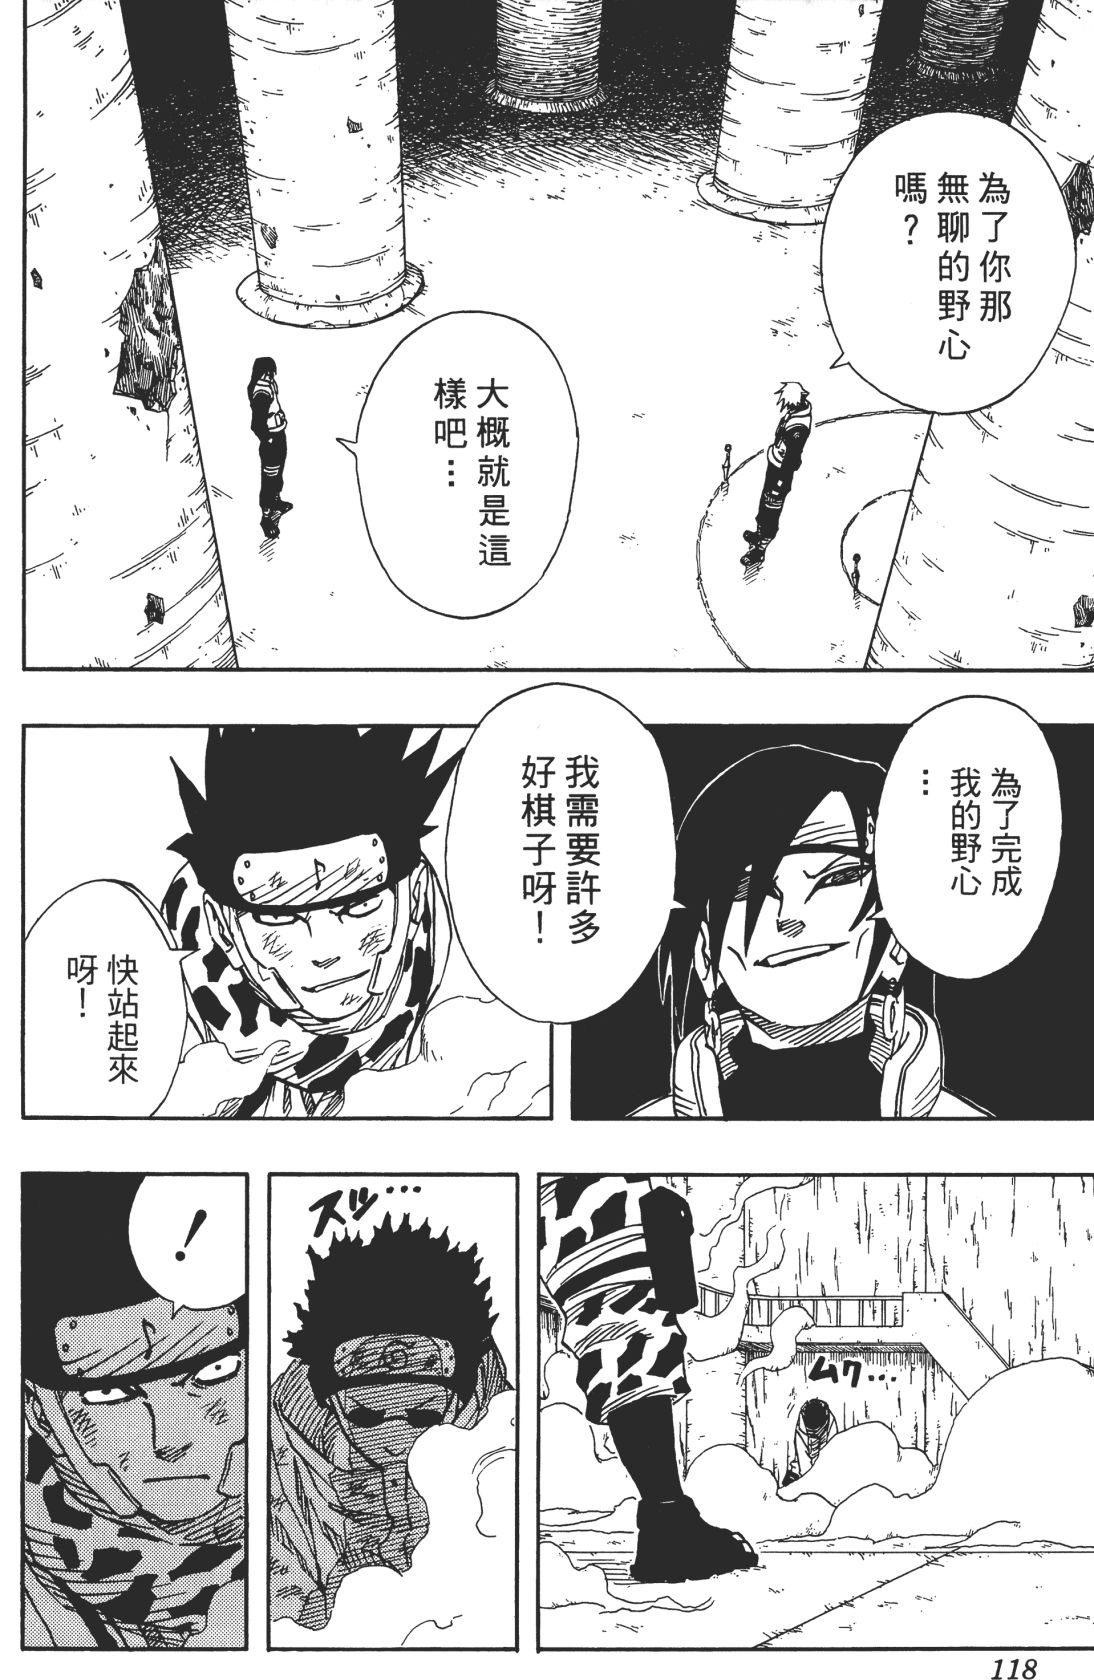 為了你那
無聊的野心
嗎？
大概就是這
樣吧…
為了完成
我的野心
…
我需要許多
好棋子呀！
快站起來
呀！
ムク…
スッ…
！
118